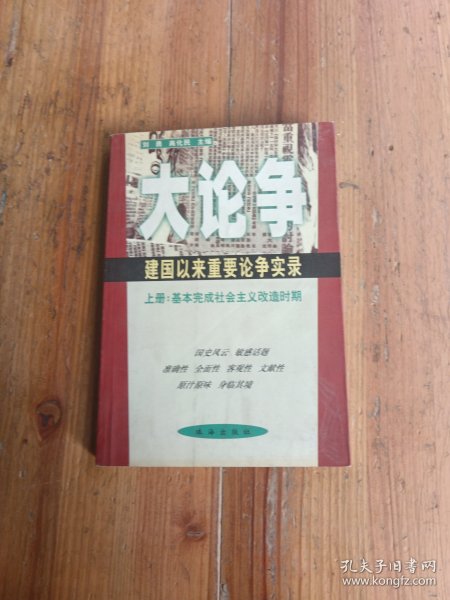 刘勇 高化民 主编
大论争
建国以来重要论争实录
上册:基本完成社会主义改造时期
国史风云 敏感话题
准确性 全面性 客观性 文献性
原汁原味 身临其境
珠海出版社
孔夫子旧书网
www.kongfz.com